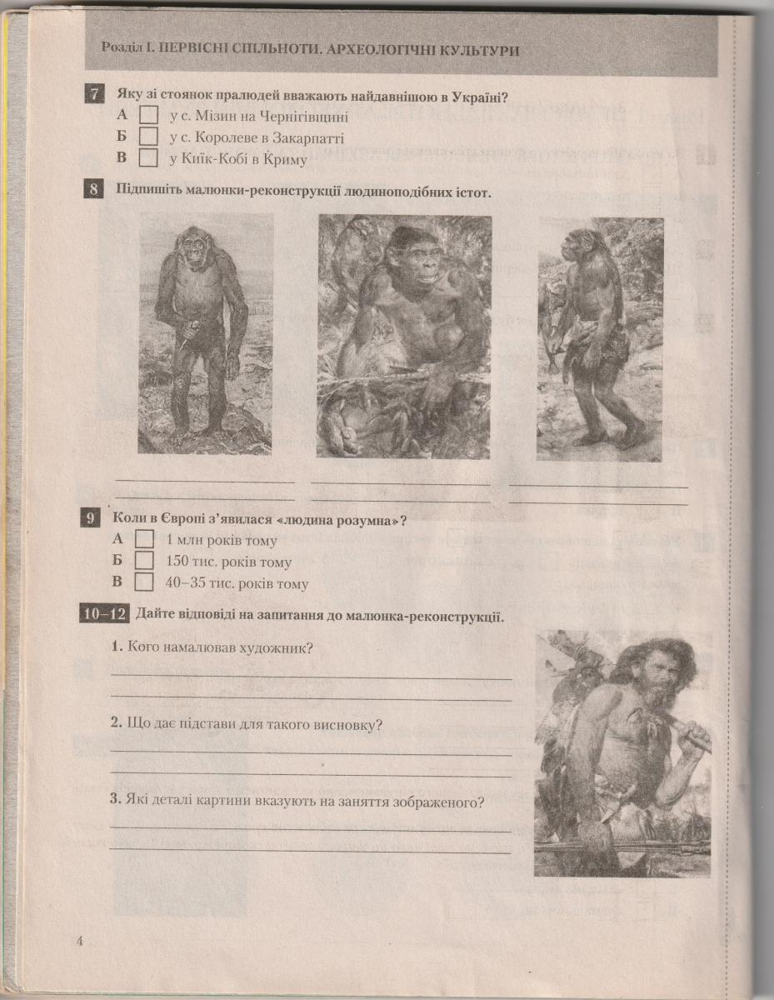 Розділ І. ПЕРВІСНІ СПІЛЬНОТИ. АРХЕОЛОГІЧНІ КУЛЬТУРИ
7 Яку зі стоянок пралюдей вважають найдавнішою в Україні?
А у с. Мізин на Чернігівщині
Б у с. Королеве в Закарпатті
В у Киїк-Кобі в Криму
8 Підпишіть малюнки-реконструкції людиноподібних істот.
9 Коли в Європі з’явилася «людина розумна»?
А 1 млн років тому
Б 150 тис. років тому
В 40–35 тис. років тому
10–12 Дайте відповіді на запитання до малюнка-реконструкції.
1. Кого намалював художник?
2. Що дає підстави для такого висновку?
3. Які деталі картини вказують на заняття зображеного?
4